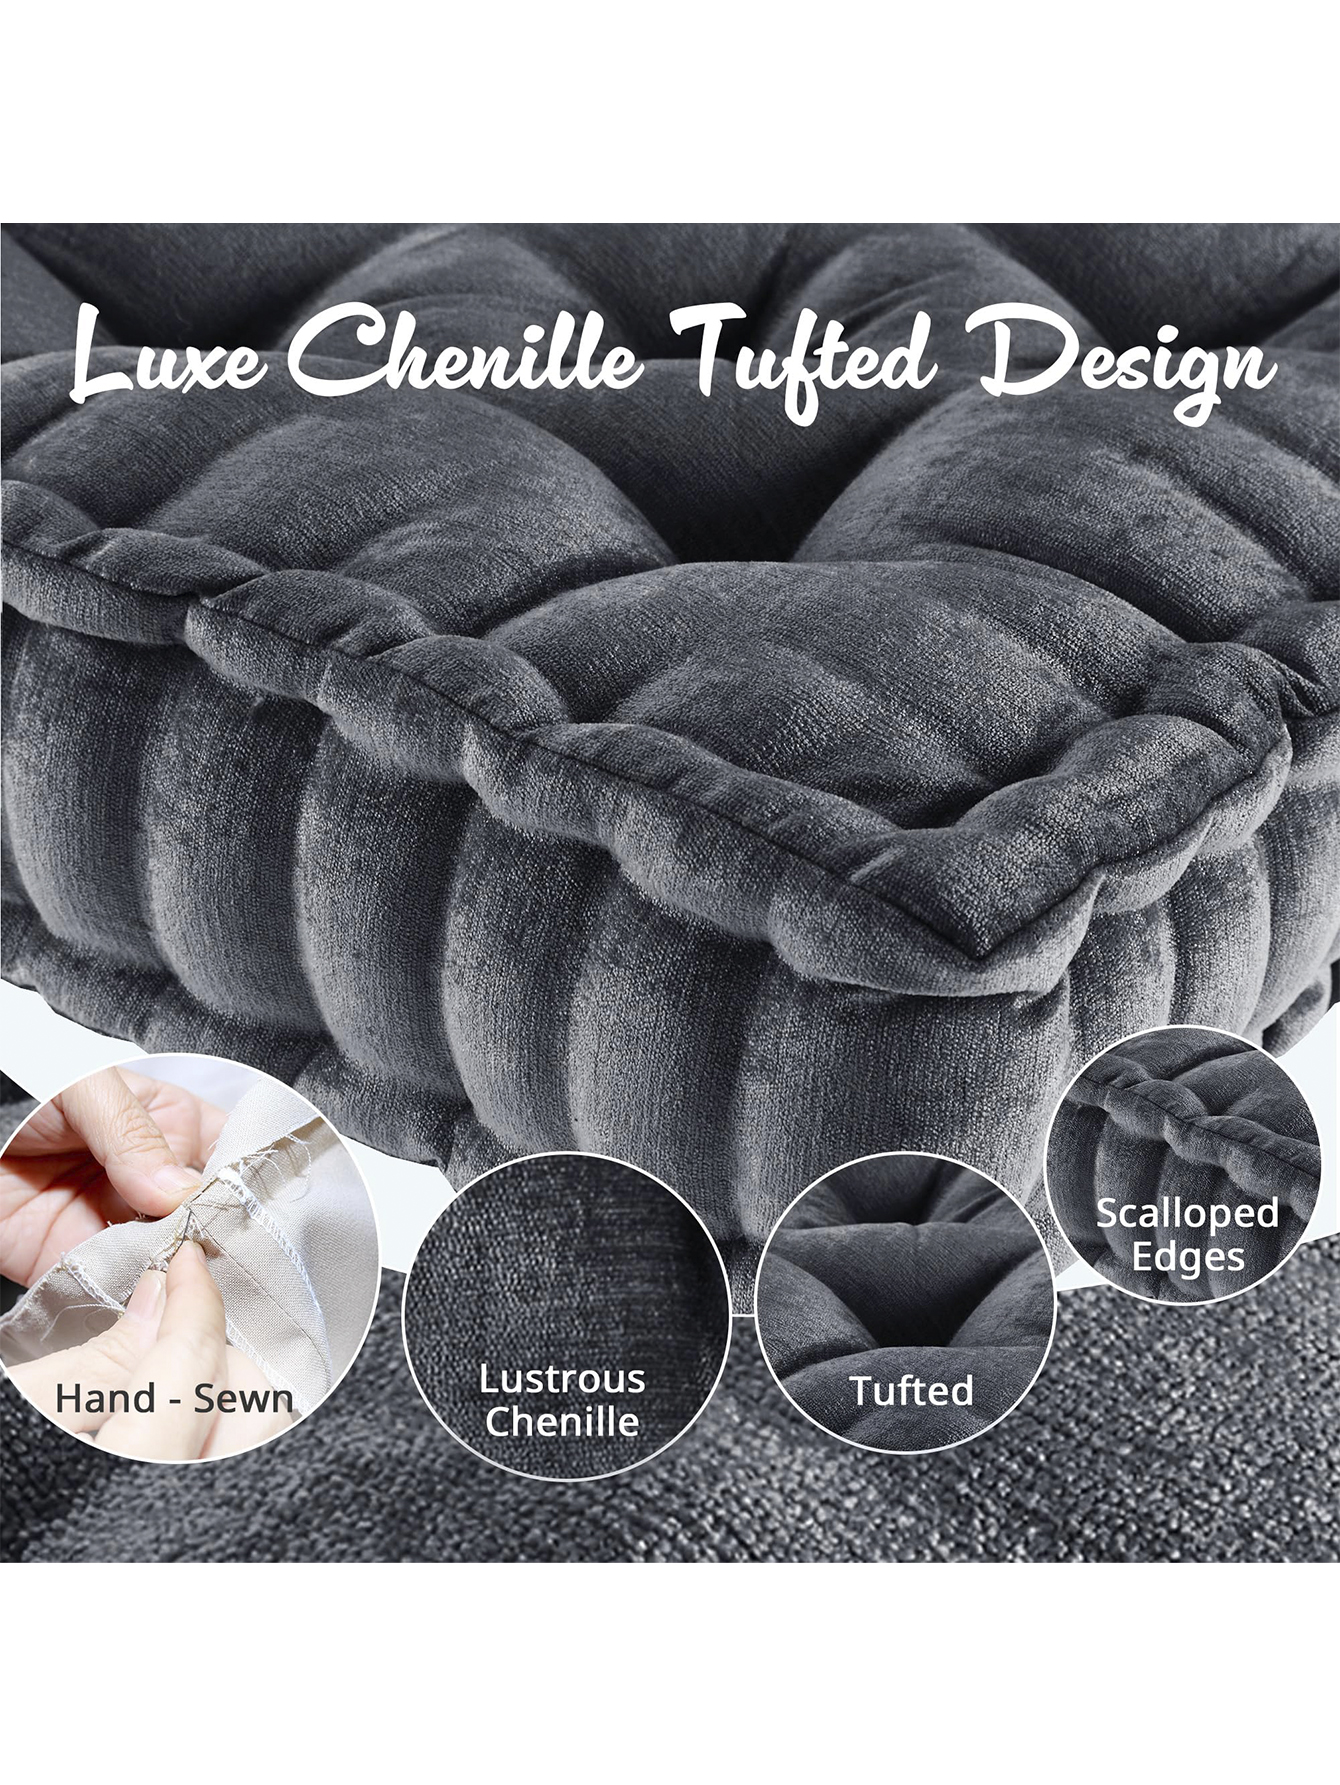 Luxe Chenille Tufted Design
Scalloped
Edges
Hand - Sewn
Lustrous
Chenille
Tufted